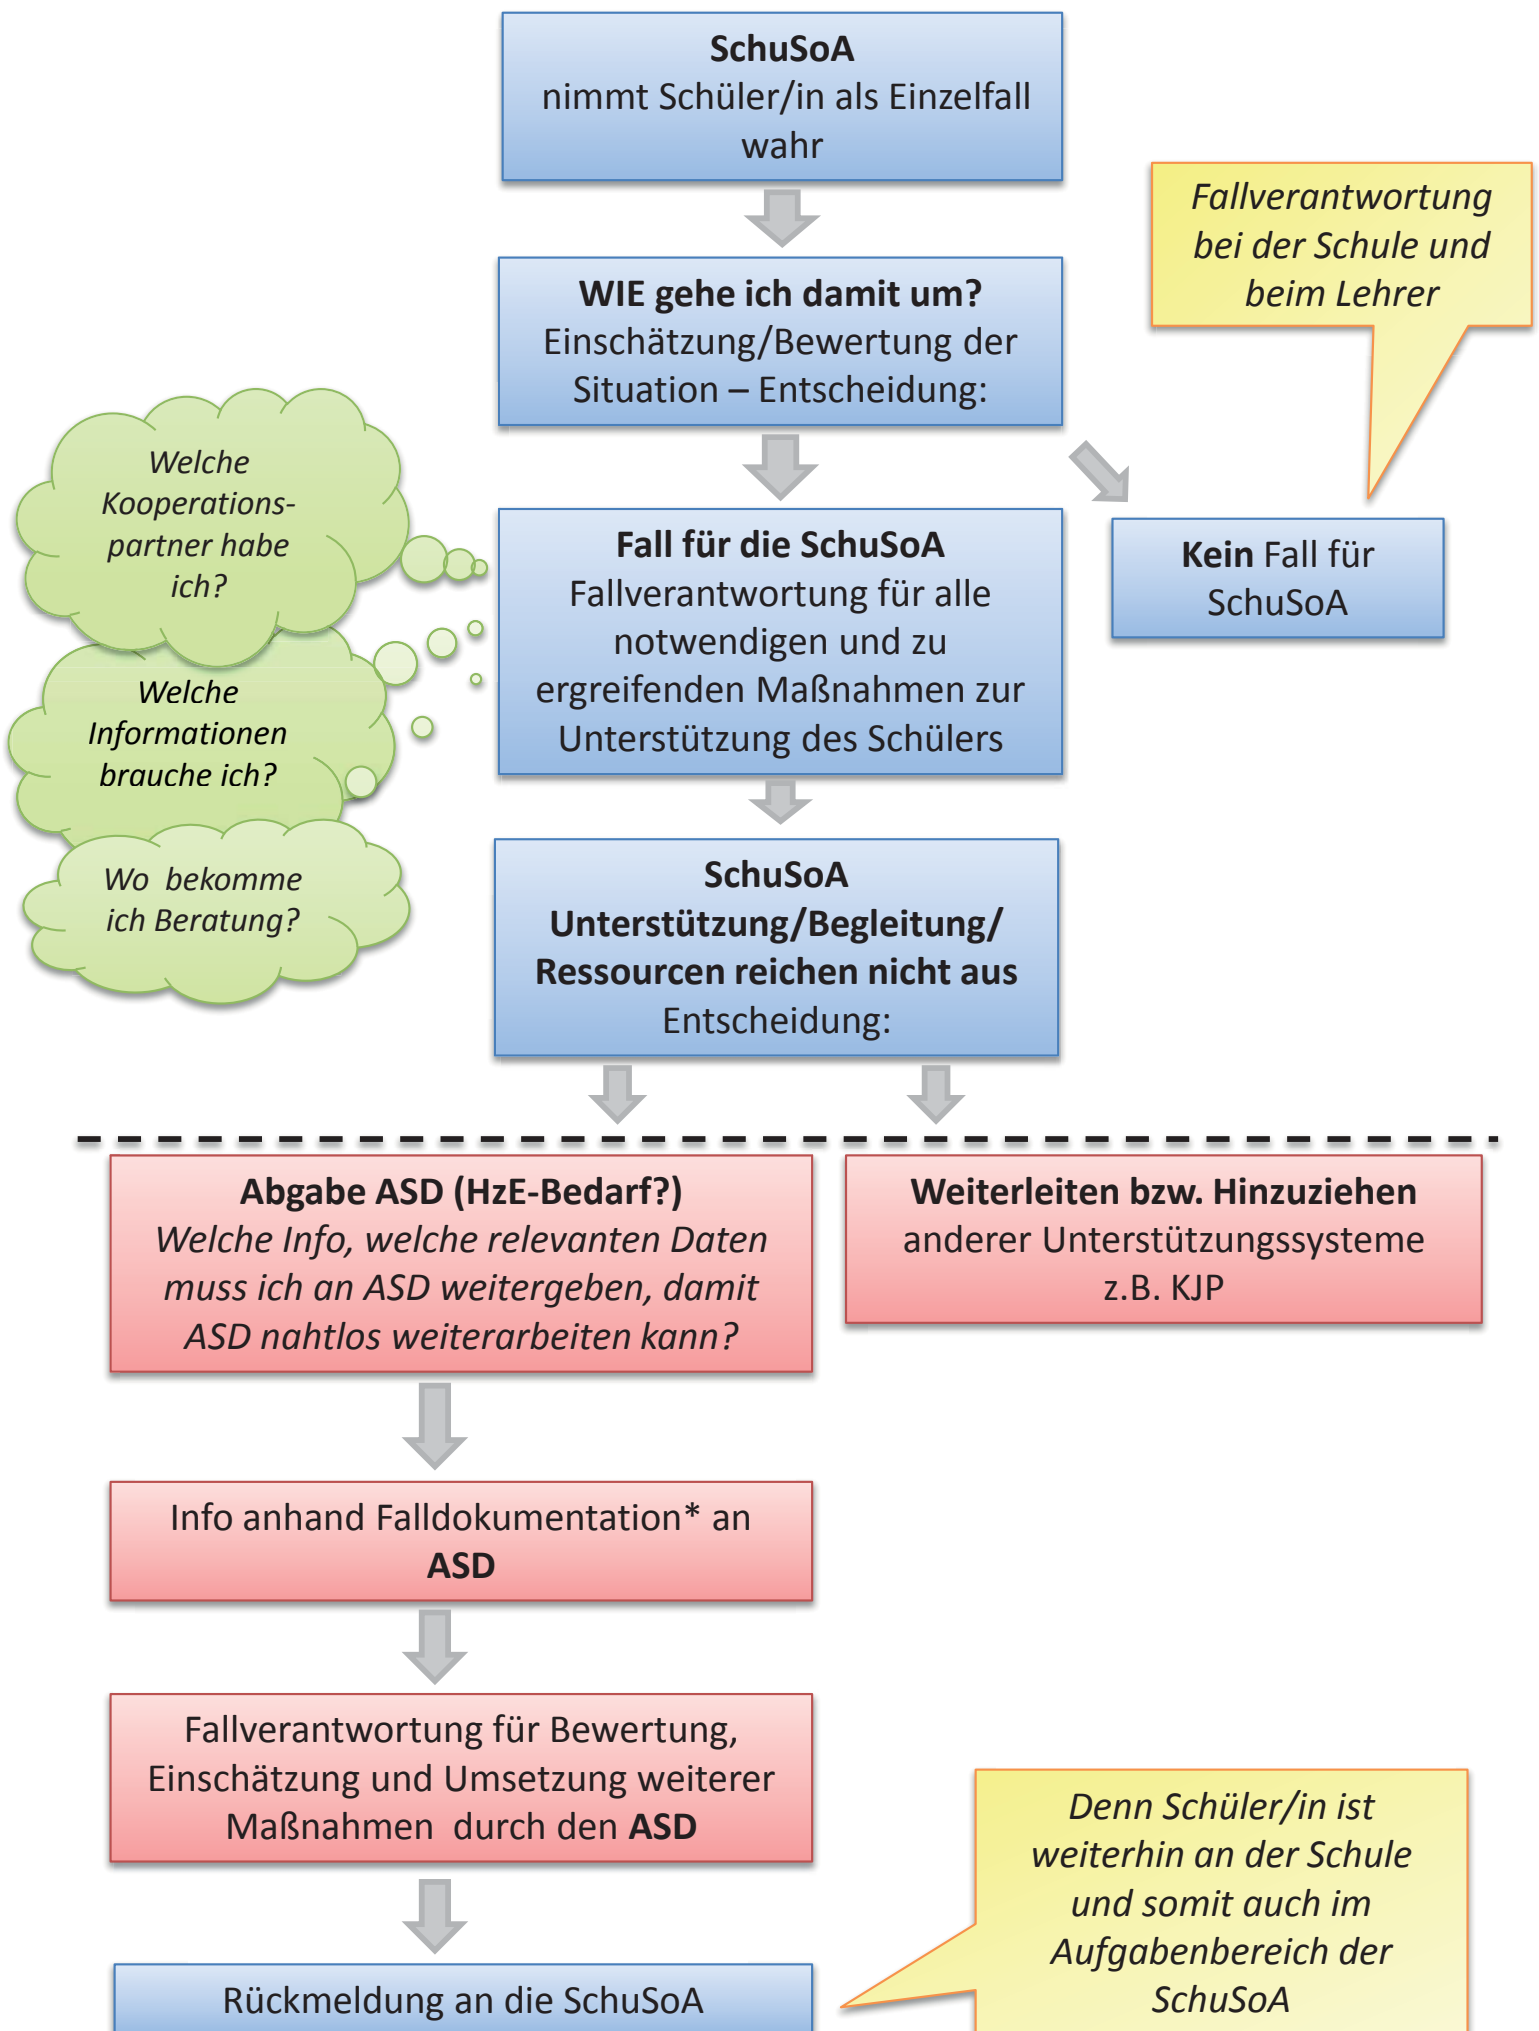 SchuSoA
nimmt Schüler/in als Einzelfall
wahr
Fallverantwortung
bei der Schule und
beim Lehrer
WIE gehe ich damit um?
Einschätzung/Bewertung der
Situation – Entscheidung:
Welche
Kooperations-
partner habe
ich?
Fall für die SchuSoA
Fallverantwortung für alle
notwendigen und zu
ergreifenden Maßnahmen zur
Unterstützung des Schülers
Kein Fall für
SchuSoA
Welche
Informationen
brauche ich?
Wo bekomme
ich Beratung?
SchuSoA
Unterstützung/Begleitung/
Ressourcen reichen nicht aus
Entscheidung:
Abgabe ASD (HzE-Bedarf?)
Welche Info, welche relevanten Daten
muss ich an ASD weitergeben, damit
ASD nahtlos weiterarbeiten kann?
Weiterleiten bzw. Hinzuziehen
anderer Unterstützungssysteme
z.B. KJP
Info anhand Falldokumentation* an
ASD
Fallverantwortung für Bewertung,
Einschätzung und Umsetzung weiterer
Maßnahmen durch den ASD
Denn Schüler/in ist
weiterhin an der Schule
und somit auch im
Aufgabenbereich der
SchuSoA
Rückmeldung an die SchuSoA